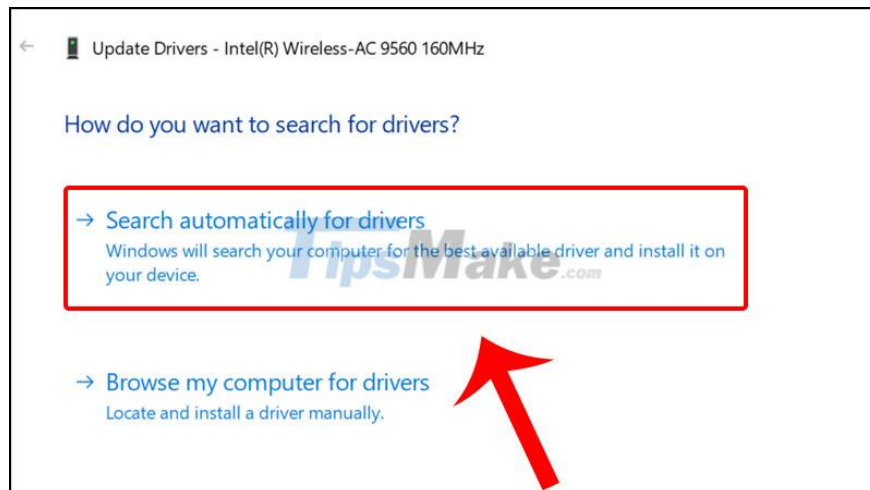 Update Drivers - Intel(R) Wireless-AC 9560 160MHz
How do you want to search for drivers?
Search automatically for drivers
Windows will search your computer for the best available driver and install it on
your device.
TipsMake.com
Browse my computer for drivers
Locate and install a driver manually.